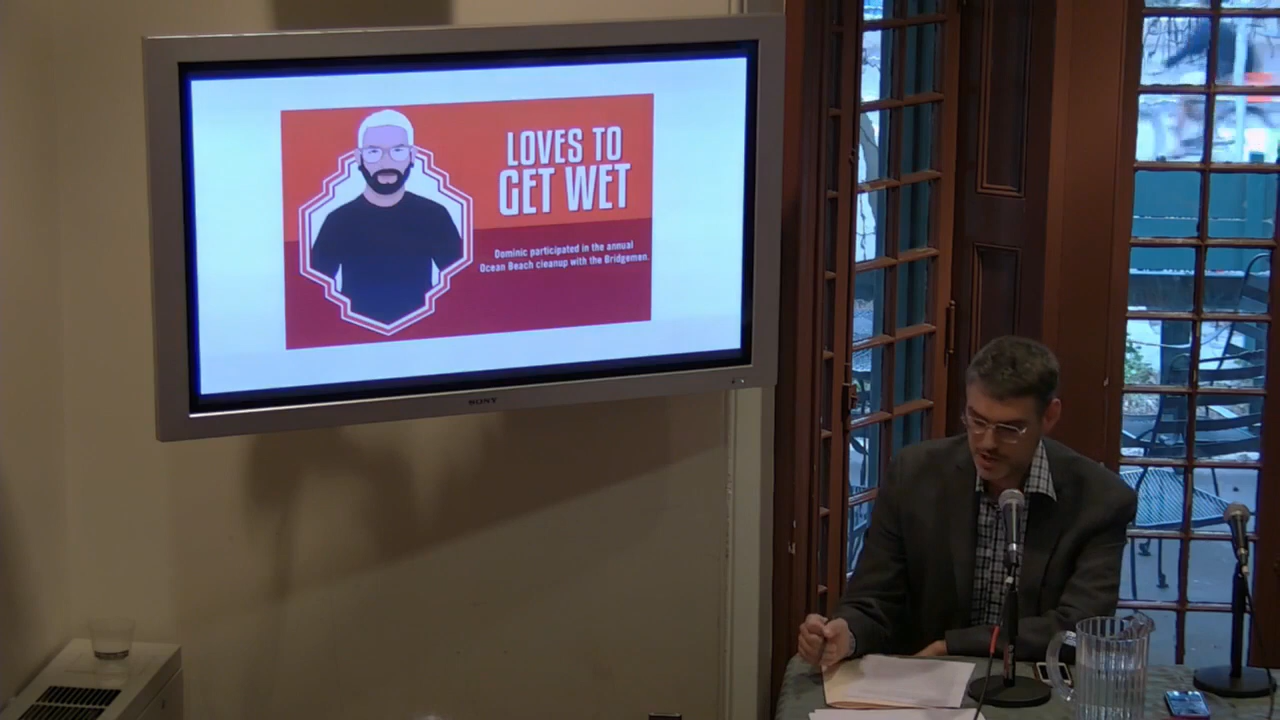 LOVES TO
GET WET
Dominic participated in the annual
Ocean Beach cleanup with the Bridgemen.
SONY